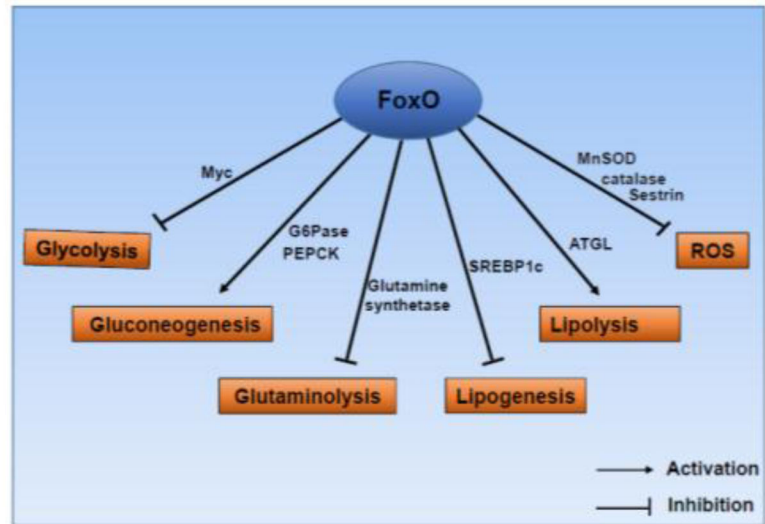 FoxO
Myc
MnSOD
catalase
Sestrin
G6Pase
PEPCK
ATGL
Glycolysis
ROS
SREBP1c
Glutamine
synthetase
Gluconeogenesis
Lipolysis
Glutaminolysis
Lipogenesis
Activation
Inhibition